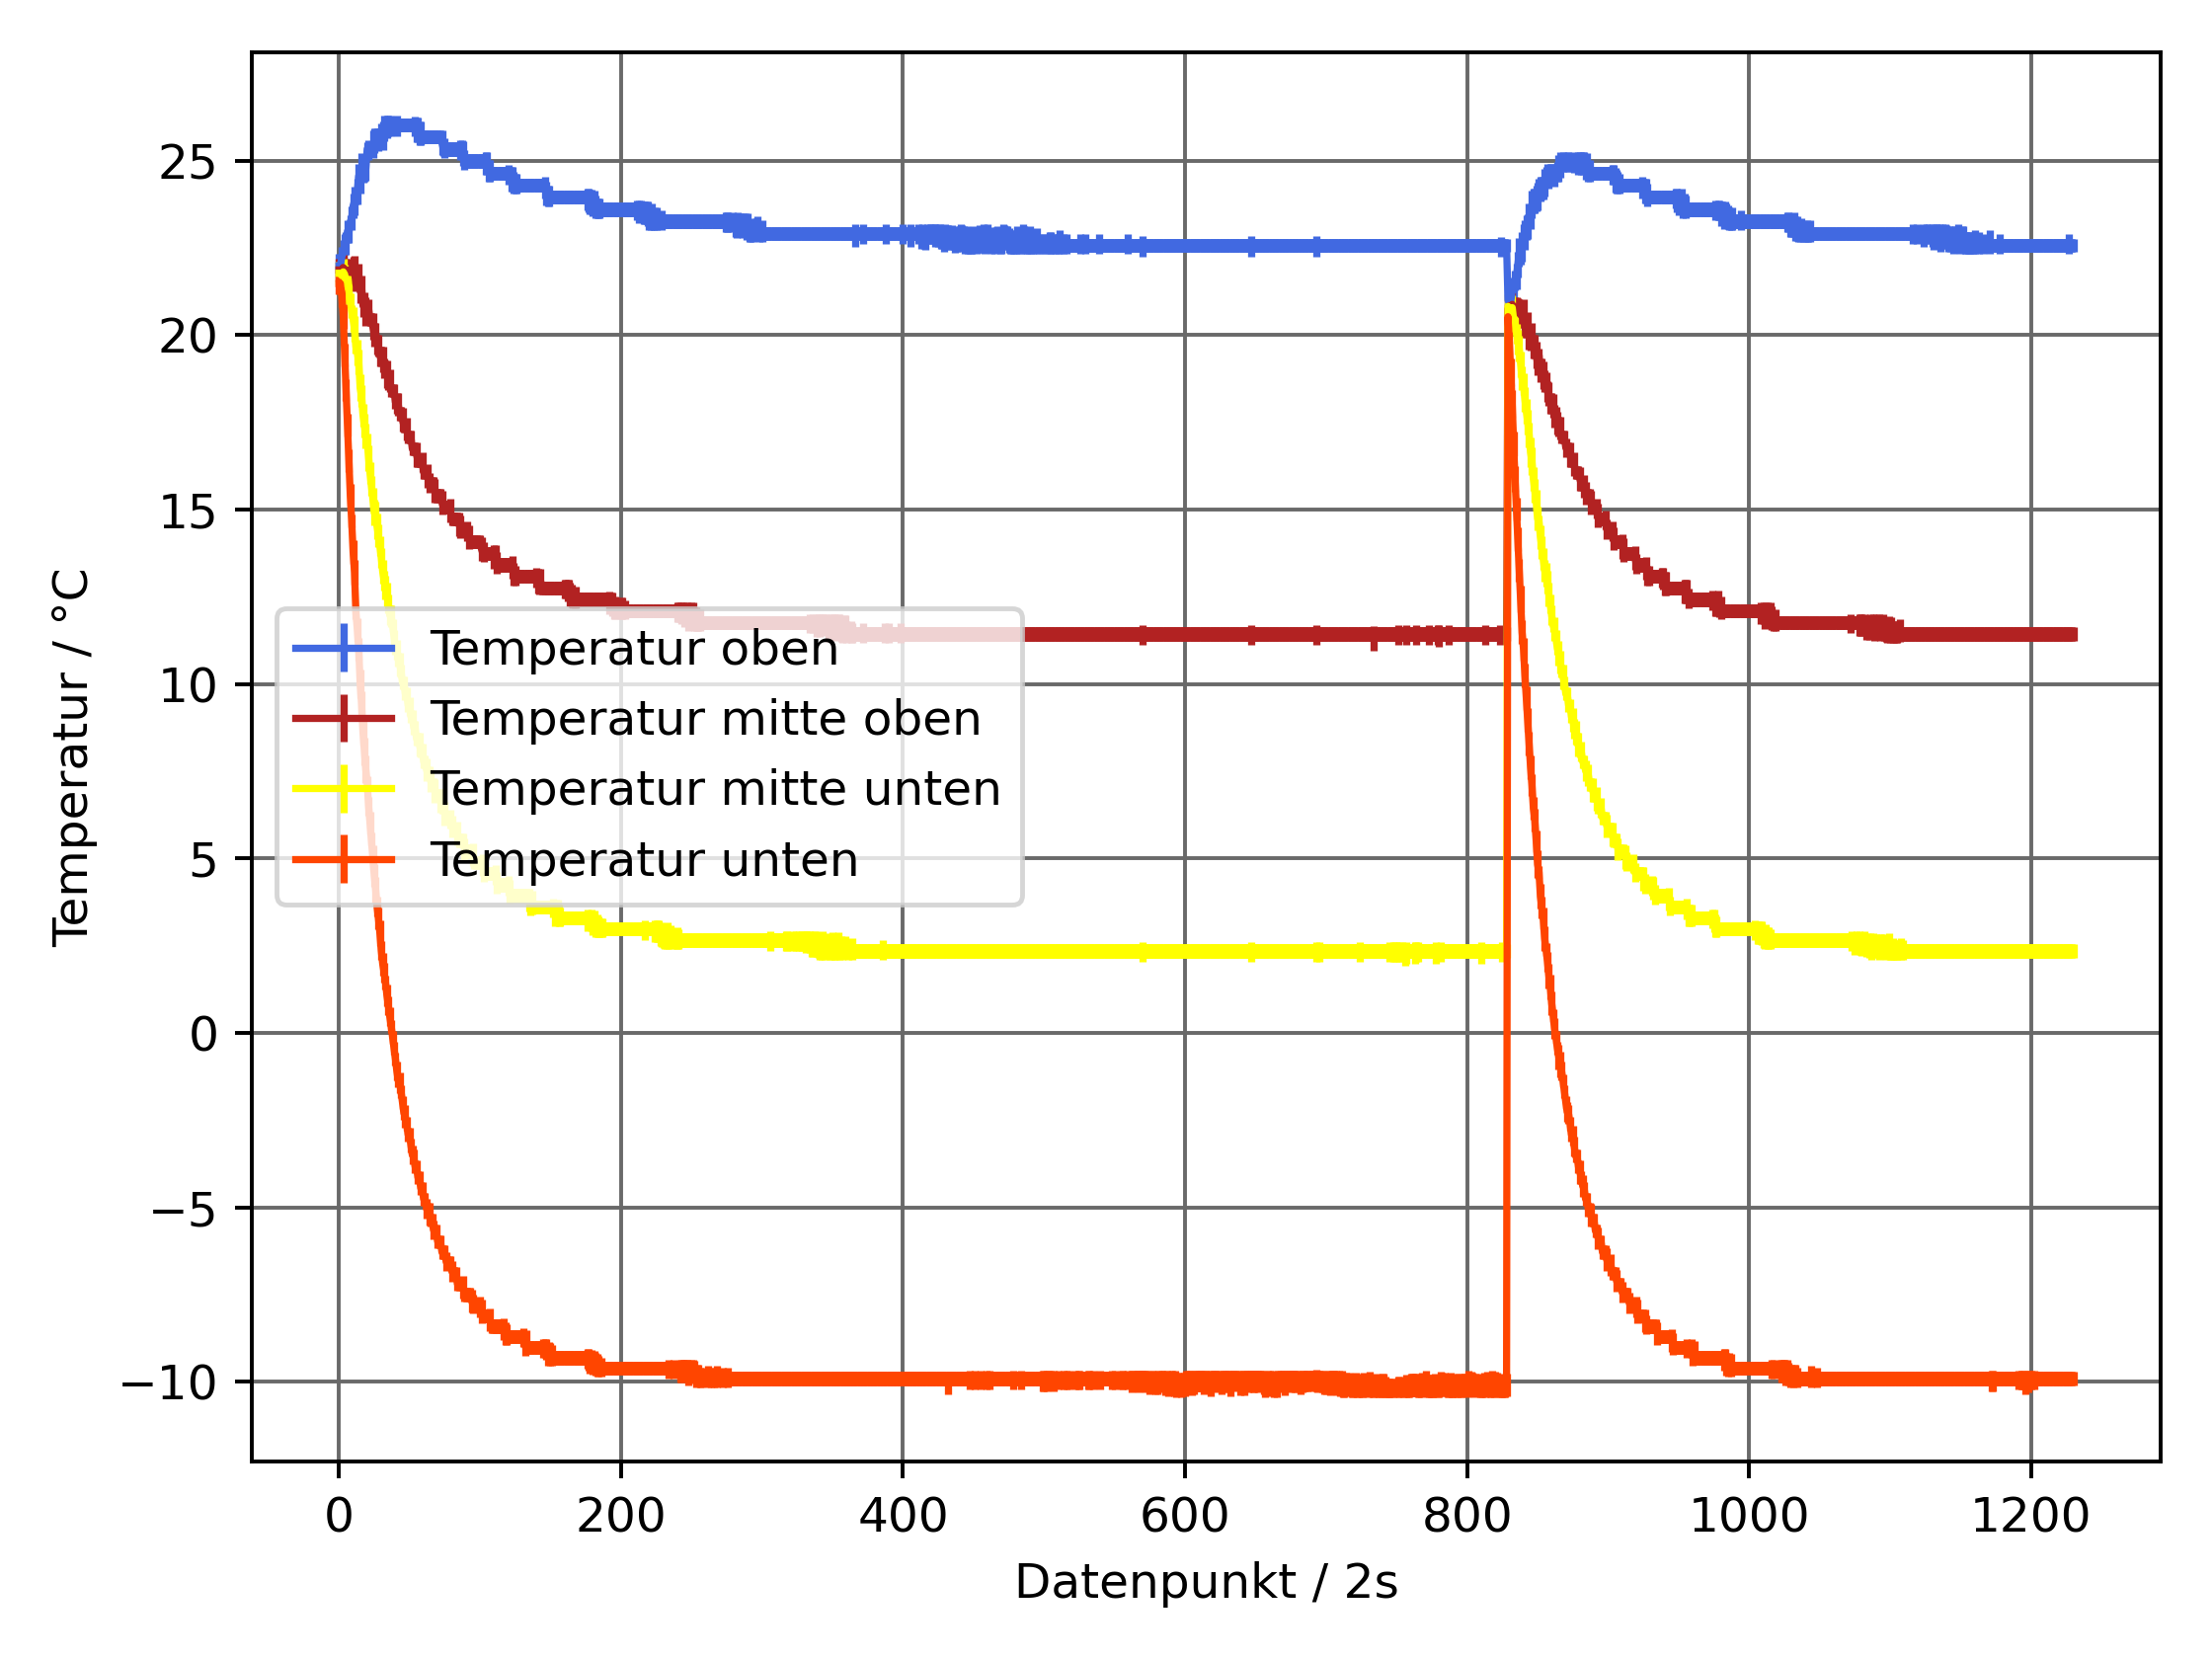 25
20
15
10
5
0
−5
−10
Temperatur / °C
Temperatur oben
Temperatur mitte oben
Temperatur mitte unten
Temperatur unten
0 200 400 600 800 1000 1200
Datenpunkt / 2s